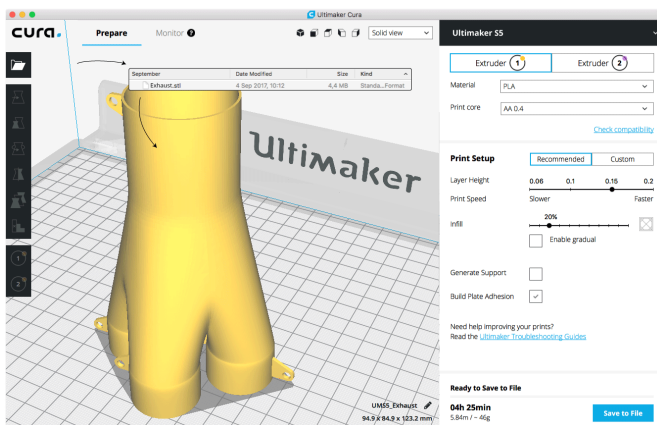 Ultimaker Cura
cura.
Prepare
Monitor ?
Solid view
Ultimaker S5
September
Date Modified
Size
Kind
Exhaust.stl
4 Sep 2017, 10:12
4,4 MB
Standa...Format
Extruder 1
Extruder 2
Material
PLA
Print core
AA 0.4
Check compatibility
Ultimaker
Print Setup
Recommended
Custom
Layer Height
0.06
0.1
0.15
0.2
Print Speed
Slower
Faster
Infill
20%
Enable gradual
1
2
Generate Support
Build Plate Adhesion
Need help improving your prints?
Read the Ultimaker Troubleshooting Guides
Ready to Save to File
UMS5_Exhaust
94.9 x 84.9 x 123.2 mm
04h 25min
5.84m / ~ 46g
Save to File